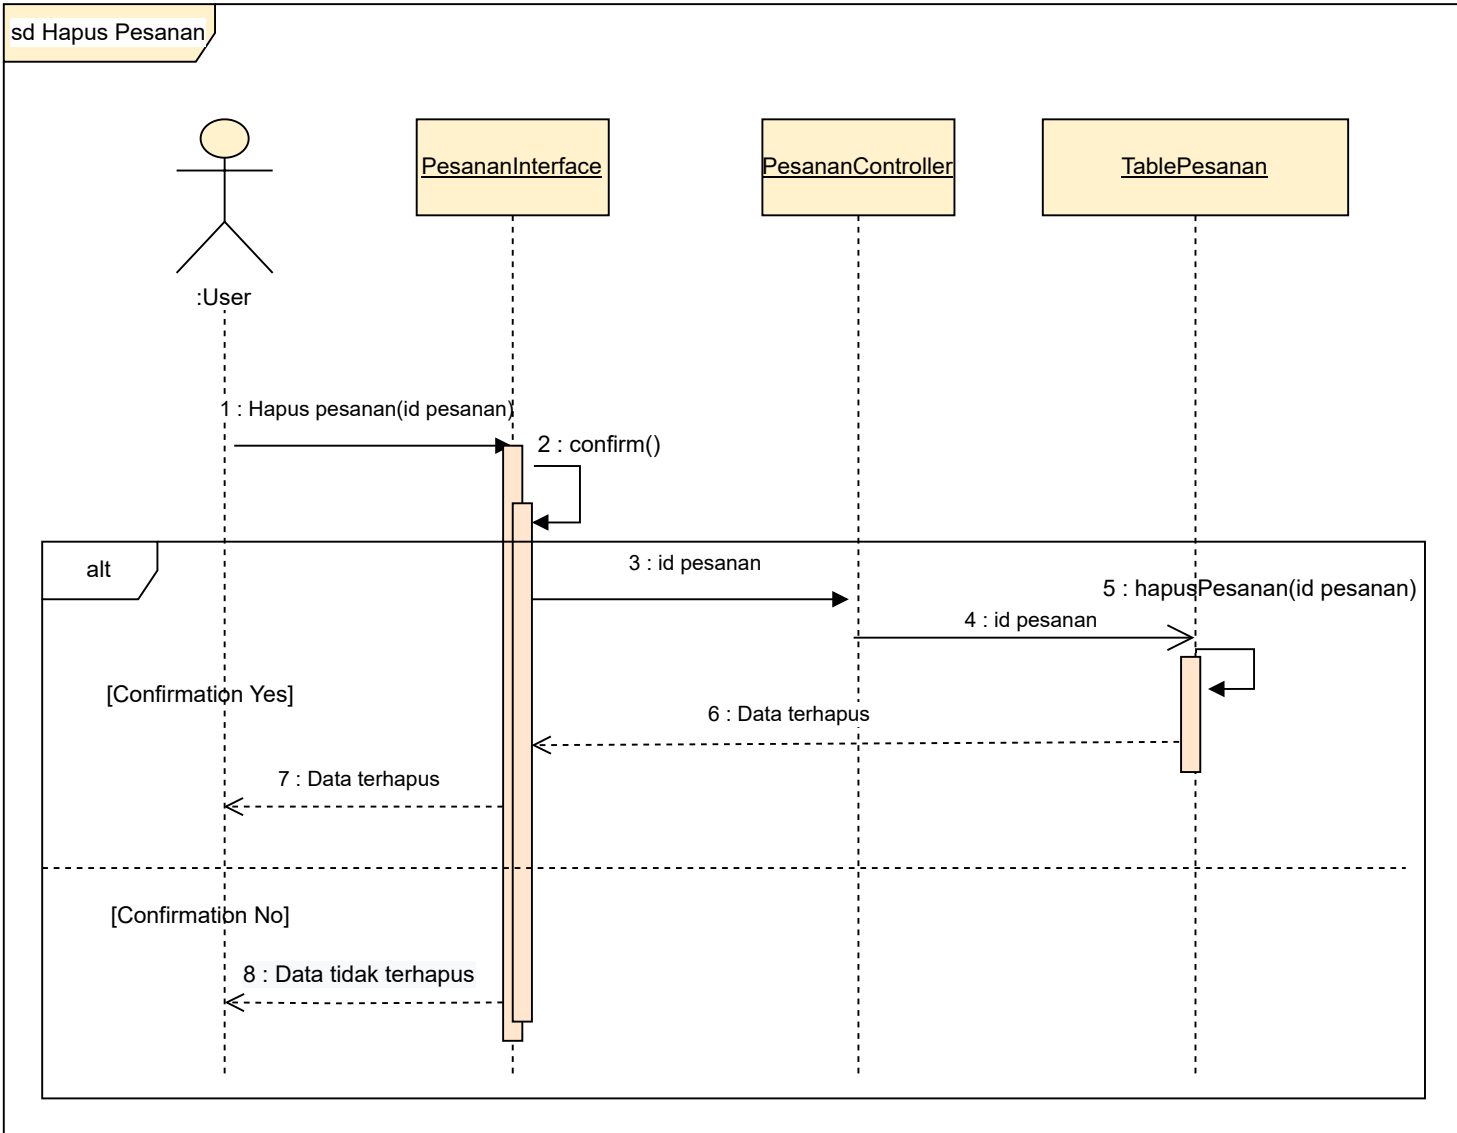 sd Hapus Pesanan
PesananInterface
PesananController
TablePesanan
:User
1 : Hapus pesanan(id pesanan)
2 : confirm()
alt
3 : id pesanan
5 : hapusPesanan(id pesanan)
4 : id pesanan
[Confirmation Yes]
6 : Data terhapus
7 : Data terhapus
[Confirmation No]
8 : Data tidak terhapus